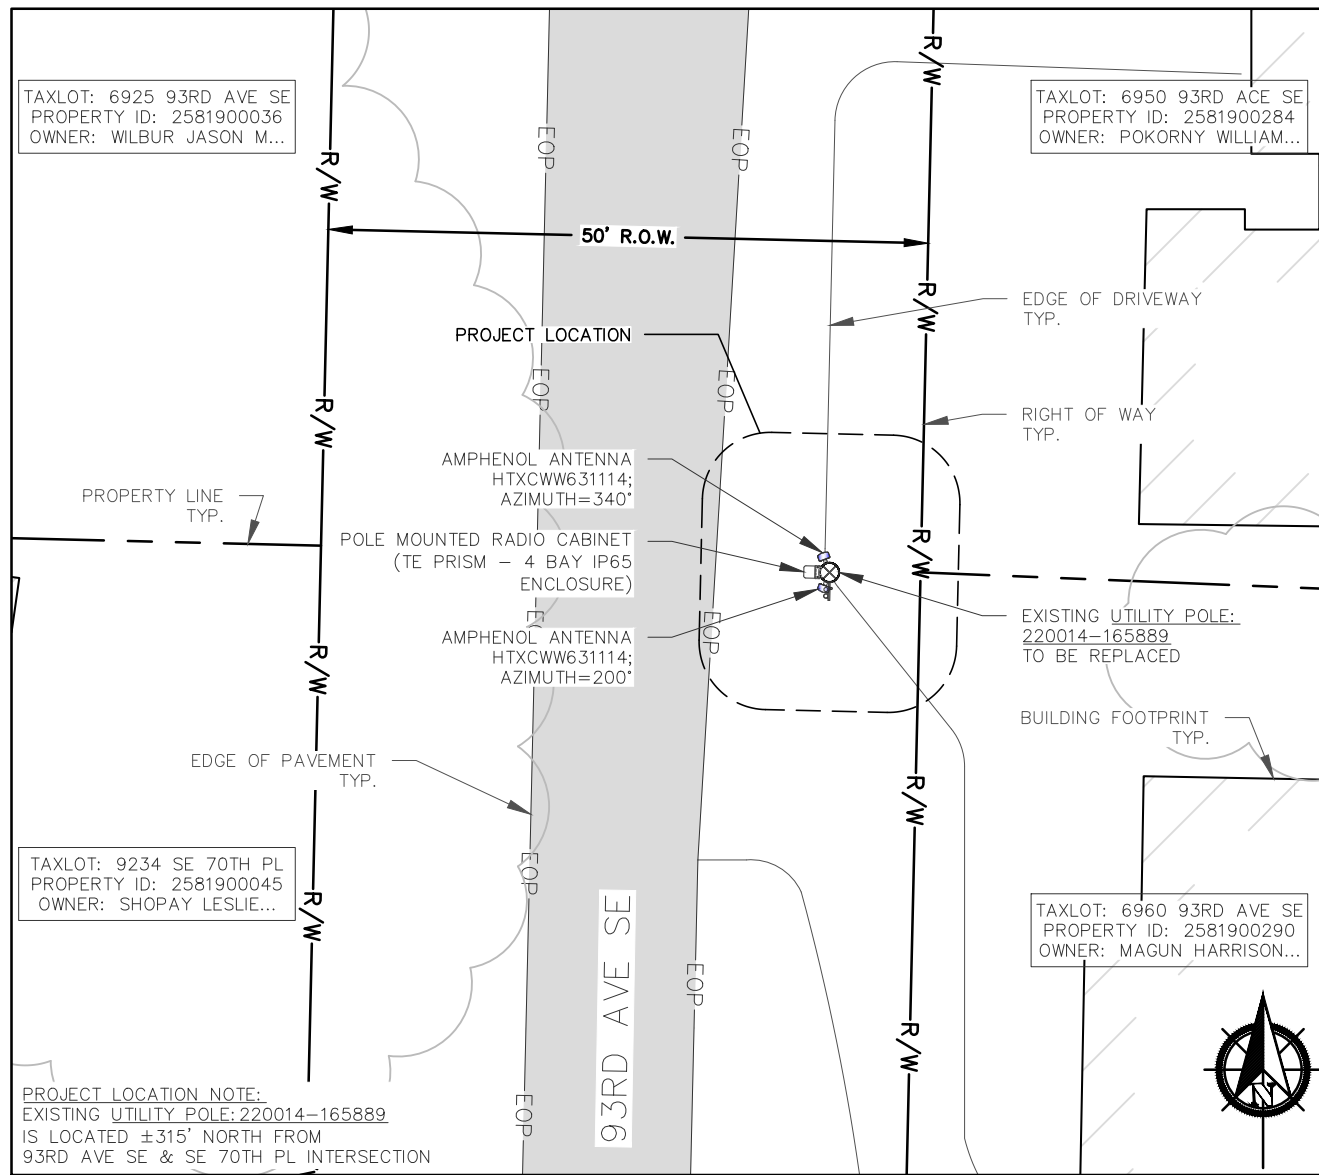 R/W
R/W
TAXLOT: 6925 93RD AVE SE
PROPERTY ID: 2581900036
OWNER: WILBUR JASON M...
TAXLOT: 6950 93RD ACE SE
PROPERTY ID: 2581900284
OWNER: POKORNY WILLIAM...
EOP
EOP
50' R.O.W.
R/W
EDGE OF DRIVEWAY
TYP.
PROJECT LOCATION
EOP
EOP
R/W
RIGHT OF WAY
TYP.
AMPHENOL ANTENNA
HTXCWW631114;
AZIMUTH=340°
PROPERTY LINE
TYP.
POLE MOUNTED RADIO CABINET
(TE PRISM – 4 BAY IP65
ENCLOSURE)
R/W
EXISTING UTILITY POLE:
220014–165889
TO BE REPLACED
EOP
AMPHENOL ANTENNA
HTXCWW631114;
AZIMUTH=200°
R/W
BUILDING FOOTPRINT
TYP.
EDGE OF PAVEMENT
TYP.
R/W
TAXLOT: 9234 SE 70TH PL
PROPERTY ID: 2581900045
OWNER: SHOPAY LESLIE...
EOP
R/W
TAXLOT: 6960 93RD AVE SE
PROPERTY ID: 2581900290
OWNER: MAGUN HARRISON...
93RD AVE SE
EOP
R/W
N
PROJECT LOCATION NOTE:
EXISTING UTILITY POLE: 220014–165889
IS LOCATED ±315' NORTH FROM
93RD AVE SE & SE 70TH PL INTERSECTION
EOP